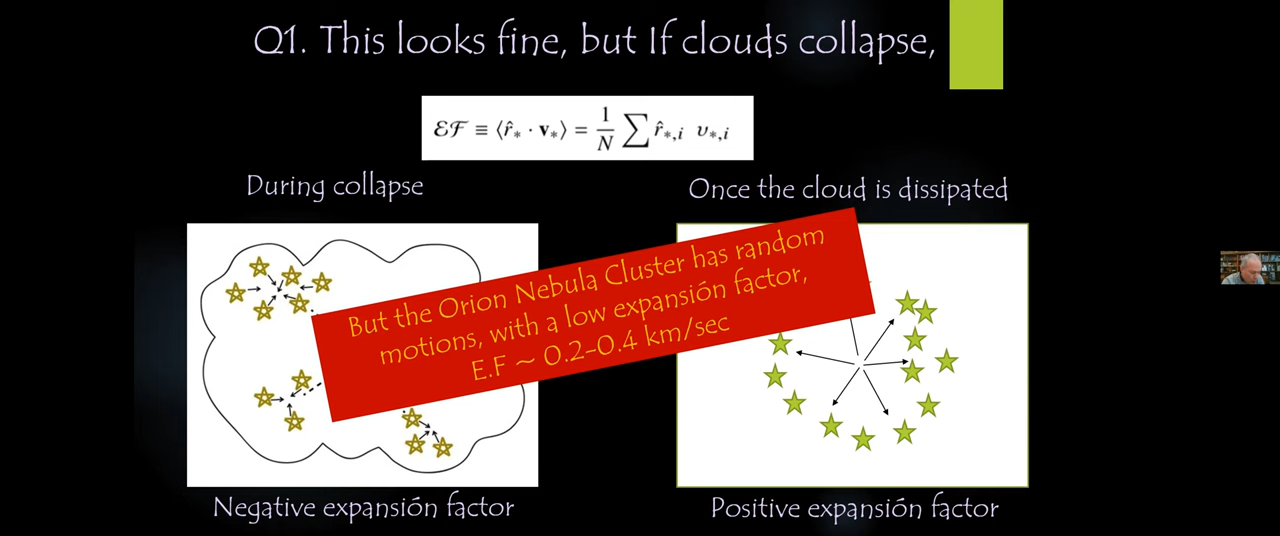 Q1. This looks fine, but If clouds collapse,
ℰℱ ≡ ⟨r̂* · v*⟩ = 1/N ∑ r̂*,i υ*,i
During collapse
Once the cloud is dissipated
But the Orion Nebula Cluster has random
motions, with a low expansión factor,
E.F ~ 0.2-0.4 km/sec
Negative expansión factor
Positive expansión factor